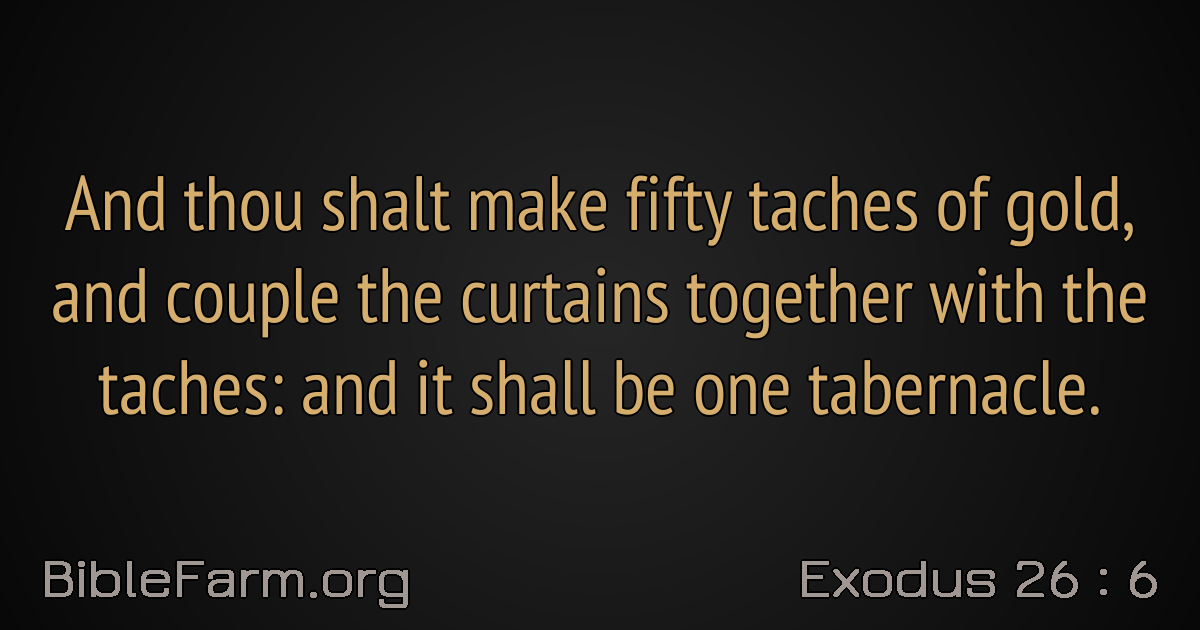 And thou shalt make fifty taches of gold,
and couple the curtains together with the
taches: and it shall be one tabernacle.
BibleFarm.org
Exodus 26 : 6